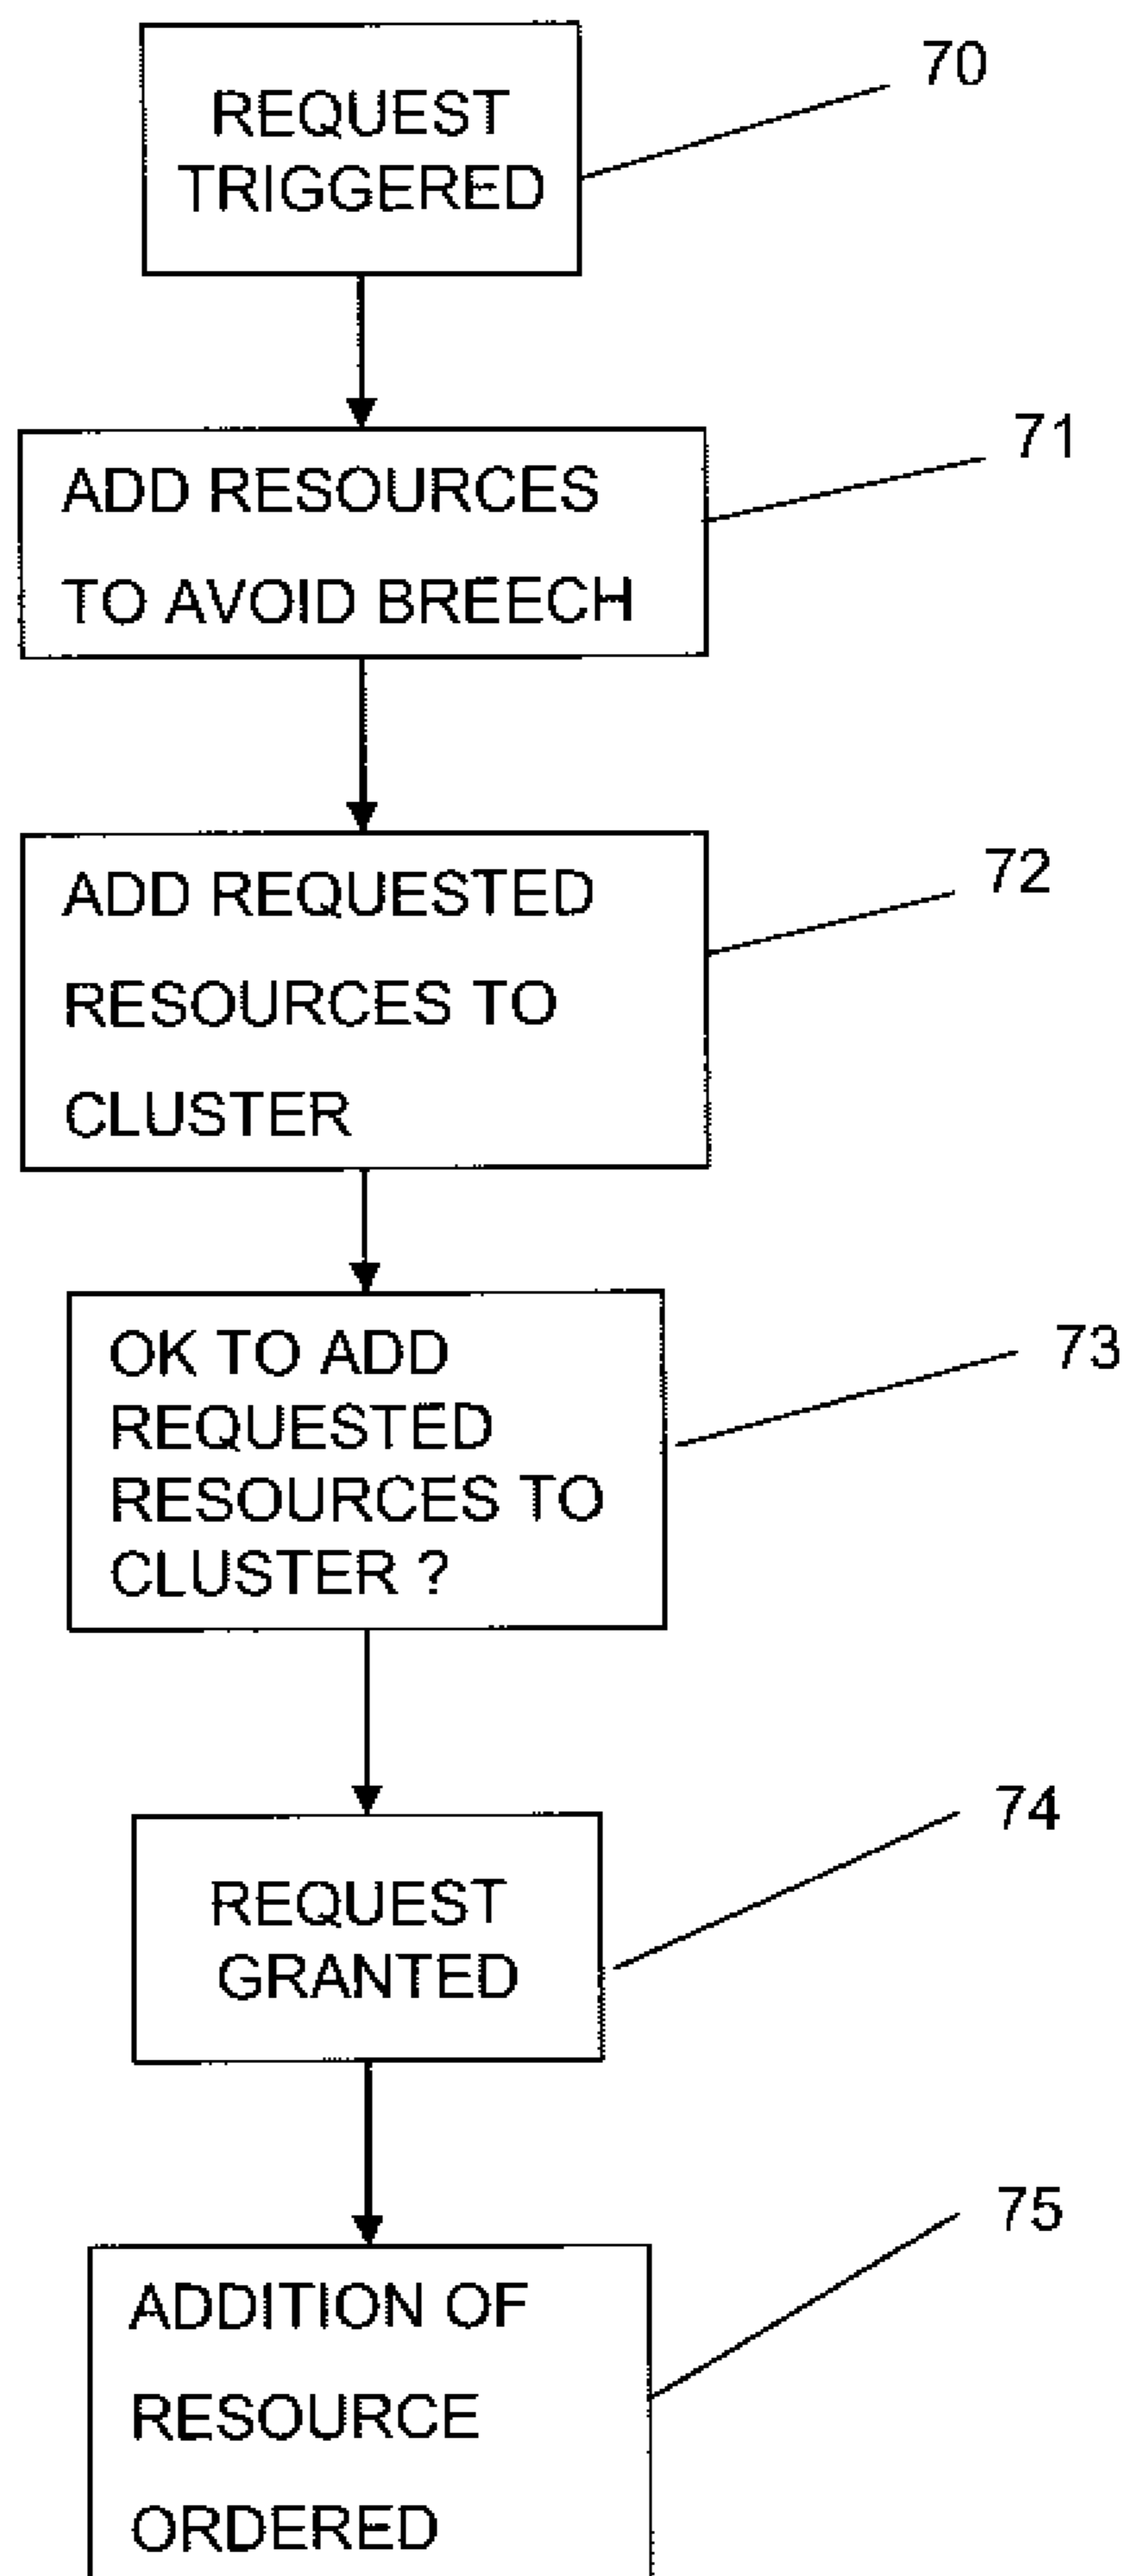 REQUEST
TRIGGERED
70
ADD RESOURCES
TO AVOID BREECH
71
ADD REQUESTED
RESOURCES TO
CLUSTER
72
OK TO ADD
REQUESTED
RESOURCES TO
CLUSTER ?
73
REQUEST
GRANTED
74
ADDITION OF
RESOURCE
ORDERED
75